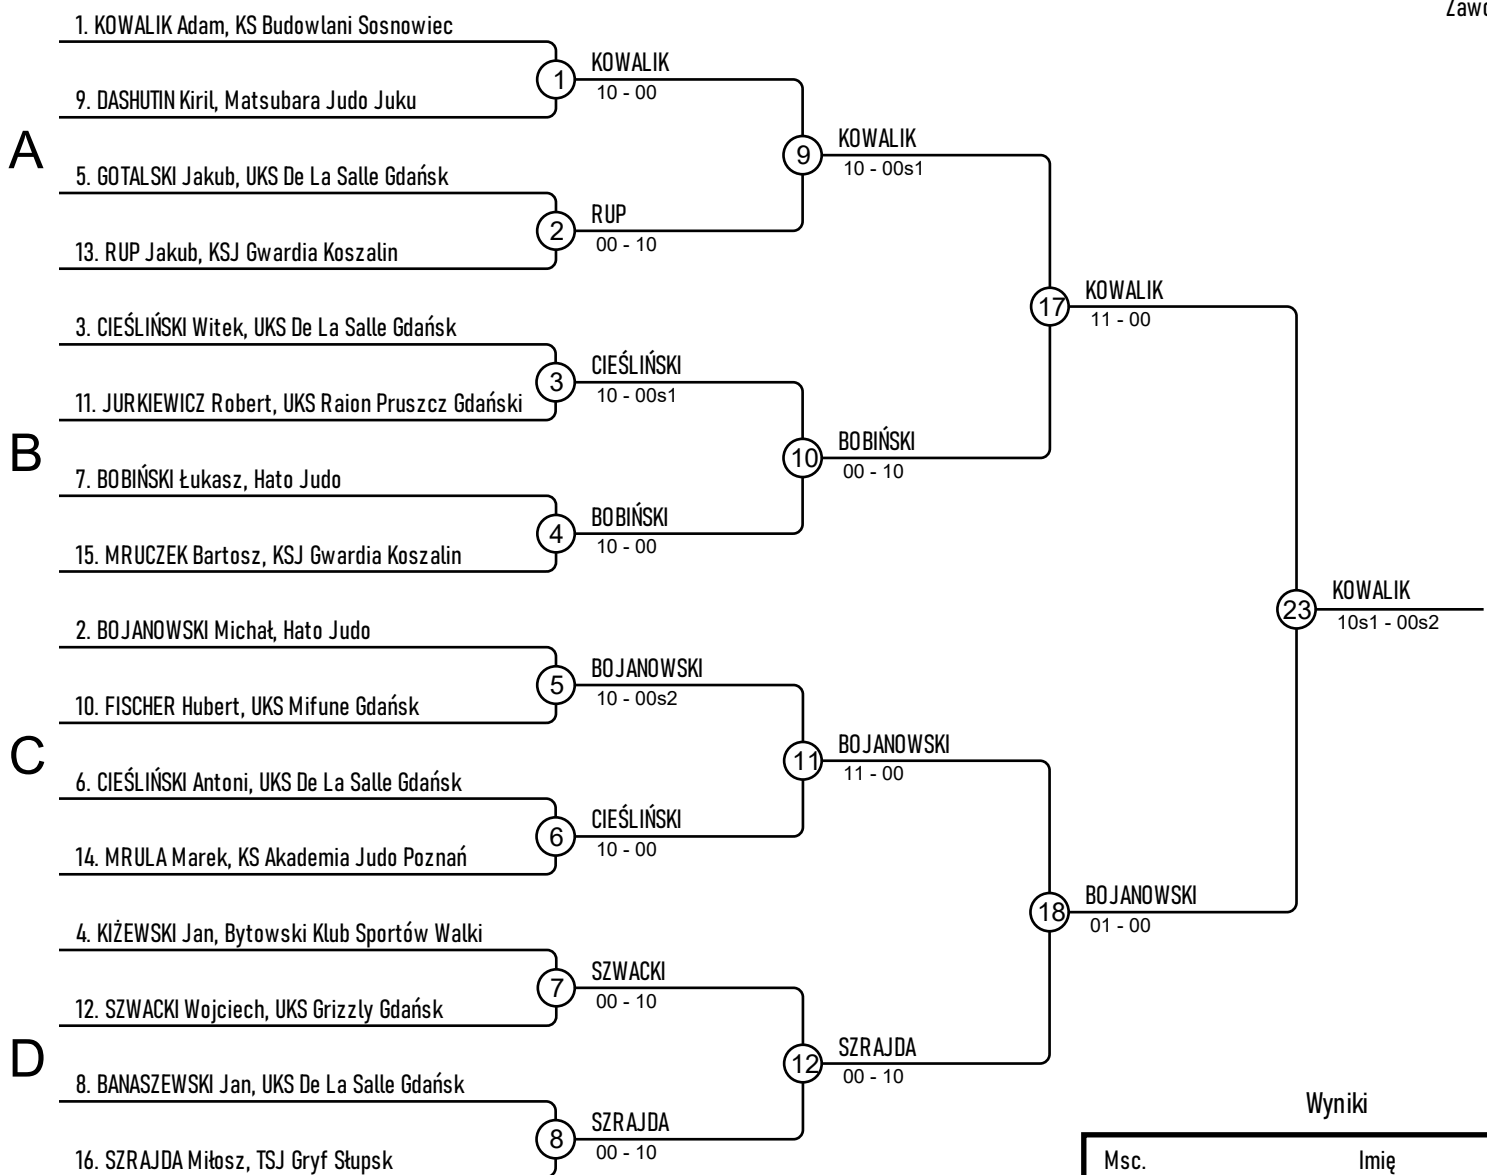 Zawo
1. KOWALIK Adam, KS Budowlani Sosnowiec
1
KOWALIK
10 - 00
9. DASHUTIN Kiril, Matsubara Judo Juku
A
9
KOWALIK
10 - 00s1
5. GOTALSKI Jakub, UKS De La Salle Gdańsk
2
RUP
00 - 10
13. RUP Jakub, KSJ Gwardia Koszalin
17
KOWALIK
11 - 00
3. CIEŚLIŃSKI Witek, UKS De La Salle Gdańsk
3
CIEŚLIŃSKI
10 - 00s1
11. JURKIEWICZ Robert, UKS Raion Pruszcz Gdański
B
10
BOBIŃSKI
00 - 10
7. BOBIŃSKI Łukasz, Hato Judo
4
BOBIŃSKI
10 - 00
15. MRUCZEK Bartosz, KSJ Gwardia Koszalin
23
KOWALIK
10s1 - 00s2
2. BOJANOWSKI Michał, Hato Judo
5
BOJANOWSKI
10 - 00s2
10. FISCHER Hubert, UKS Mifune Gdańsk
C
11
BOJANOWSKI
11 - 00
6. CIEŚLIŃSKI Antoni, UKS De La Salle Gdańsk
6
CIEŚLIŃSKI
10 - 00
14. MRULA Marek, KS Akademia Judo Poznań
18
BOJANOWSKI
01 - 00
4. KIŻEWSKI Jan, Bytowski Klub Sportów Walki
7
SZWACKI
00 - 10
12. SZWACKI Wojciech, UKS Grizzly Gdańsk
D
12
SZRAJDA
00 - 10
8. BANASZEWSKI Jan, UKS De La Salle Gdańsk
8
SZRAJDA
00 - 10
16. SZRAJDA Miłosz, TSJ Gryf Słupsk
Wyniki
Msc. Imię